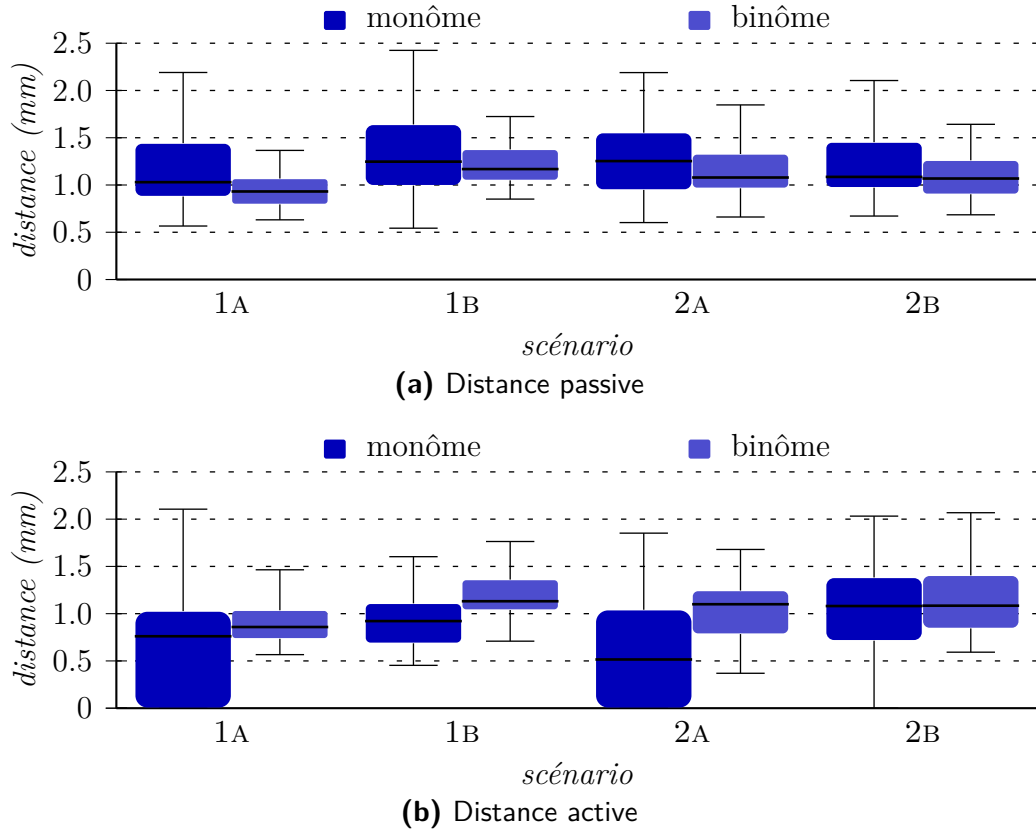 monôme binôme
2.5
2.0
1.5
1.0
0.5
0
distance (mm)
1A 1B 2A 2B
scénario
(a) Distance passive
monôme binôme
2.5
2.0
1.5
1.0
0.5
0
distance (mm)
1A 1B 2A 2B
scénario
(b) Distance active